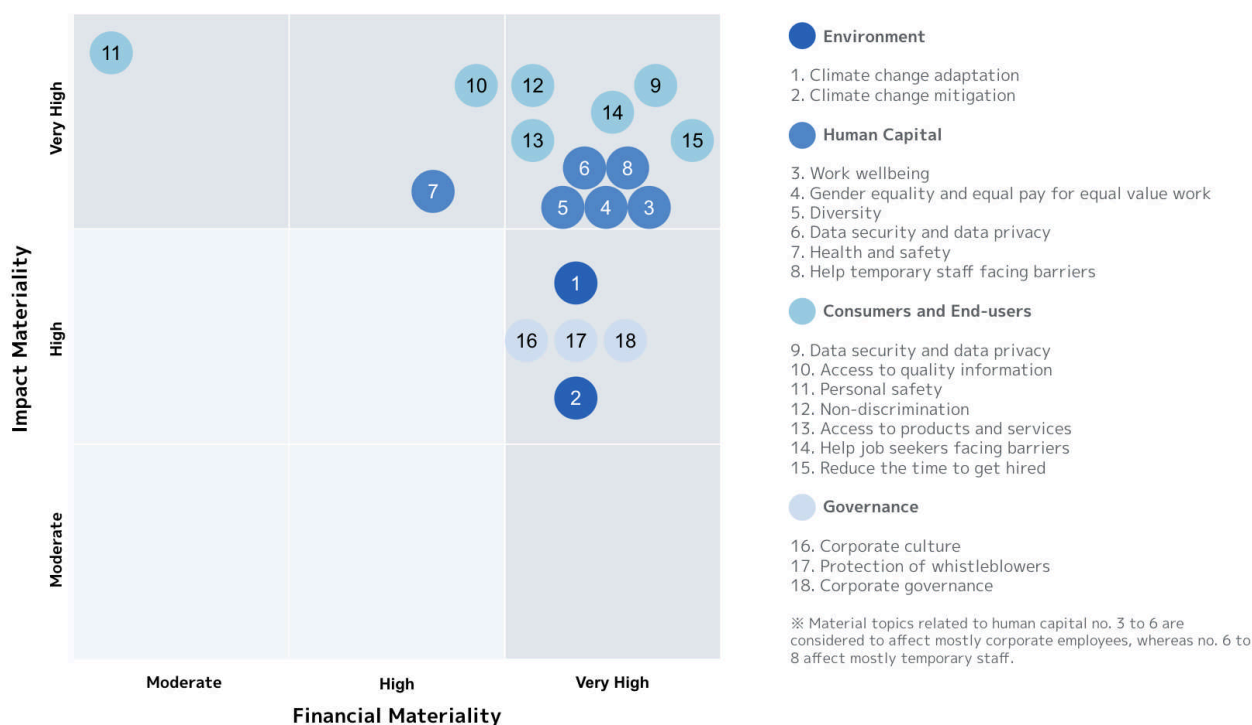 11
10
12
9
14
13
15
6
8
7
5
4
3
1
16
17
18
2
Very High
High
Moderate
Impact Materiality
Moderate
High
Very High
Financial Materiality
Environment
1. Climate change adaptation
2. Climate change mitigation
Human Capital
3. Work wellbeing
4. Gender equality and equal pay for equal value work
5. Diversity
6. Data security and data privacy
7. Health and safety
8. Help temporary staff facing barriers
Consumers and End-users
9. Data security and data privacy
10. Access to quality information
11. Personal safety
12. Non-discrimination
13. Access to products and services
14. Help job seekers facing barriers
15. Reduce the time to get hired
Governance
16. Corporate culture
17. Protection of whistleblowers
18. Corporate governance
※ Material topics related to human capital no. 3 to 6 are
considered to affect mostly corporate employees, whereas no. 6 to
8 affect mostly temporary staff.